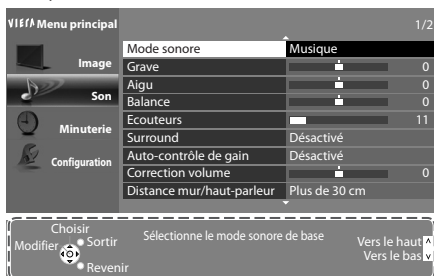 VIERA Menu principal
1/2
Image
Son
Minuterie
Configuration
Mode sonore Musique
Grave 0
Aigu 0
Balance 0
Ecouteurs 11
Surround Désactivé
Auto-contrôle de gain Désactivé
Correction volume 0
Distance mur/haut-parleur Plus de 30 cm
Choisir
Modifier
Sortir
Revenir
Sélectionne le mode sonore de base
Vers le haut
Vers le bas